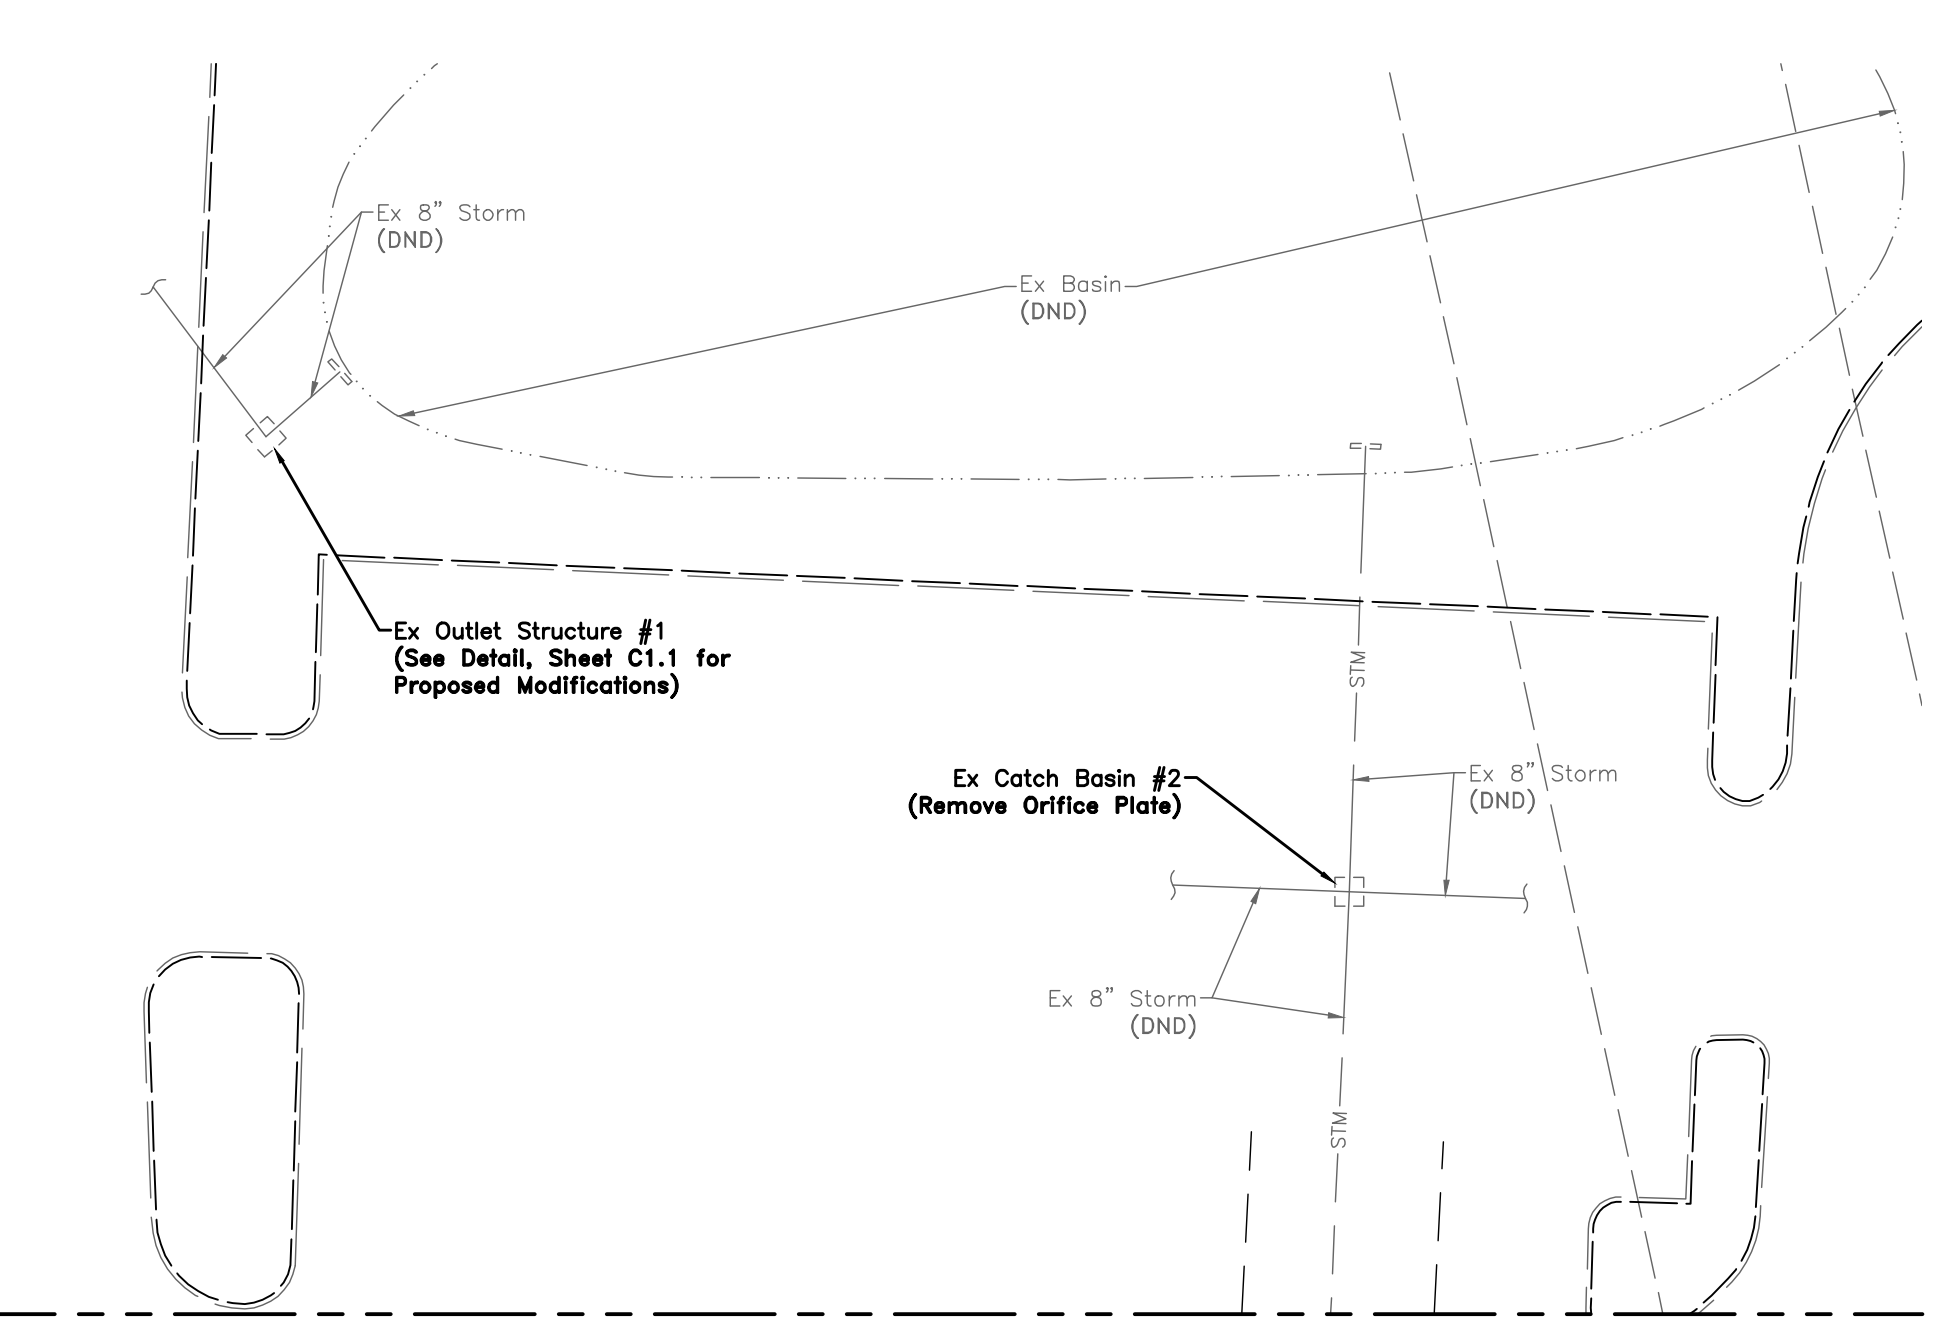 Ex 8” Storm
(DND)
Ex Basin
(DND)
Ex Outlet Structure #1
(See Detail, Sheet C1.1 for
Proposed Modifications)
STM
Ex Catch Basin #2
(Remove Orifice Plate)
Ex 8” Storm
(DND)
Ex 8” Storm
(DND)
STM